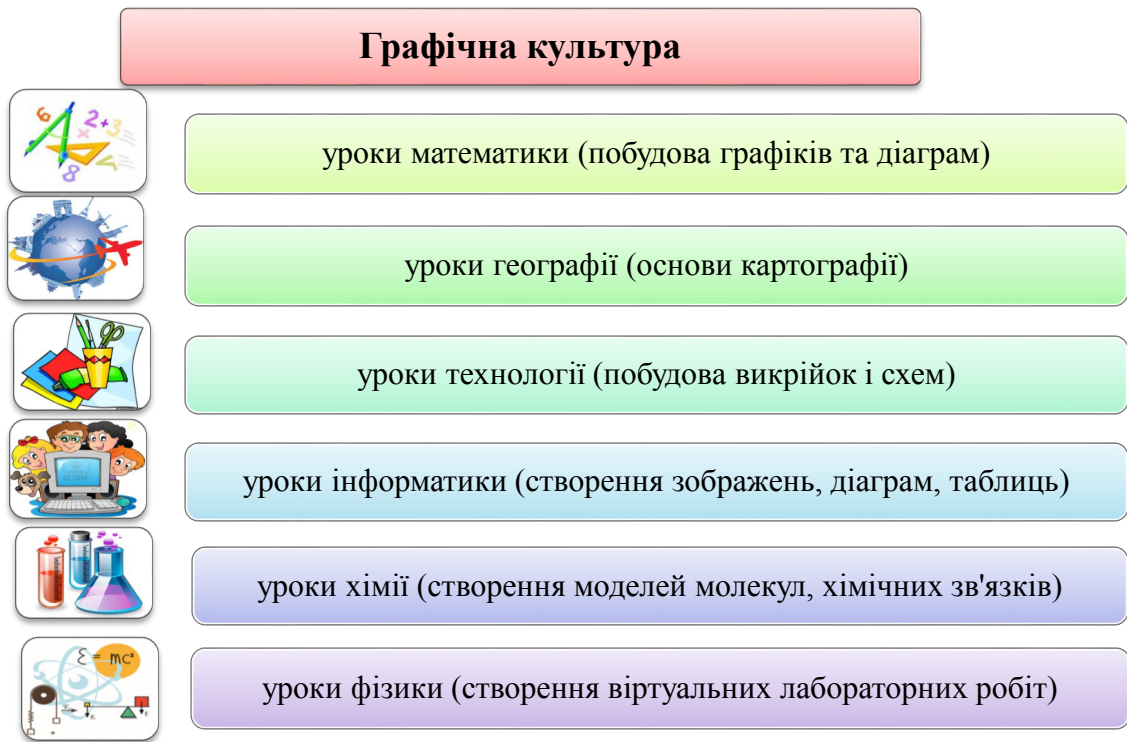 Графічна культура
уроки математики (побудова графіків та діаграм)
уроки географії (основи картографії)
уроки технології (побудова викрійок і схем)
уроки інформатики (створення зображень, діаграм, таблиць)
уроки хімії (створення моделей молекул, хімічних зв'язків)
ε = mc²
уроки фізики (створення віртуальних лабораторних робіт)